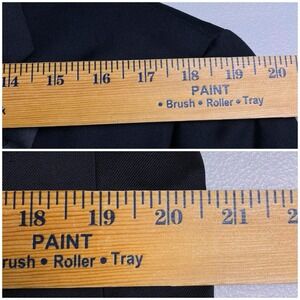 14 15 16 17 18 19 20
PAINT
• Brush • Roller • Tray
18 19 20 21
PAINT
rush • Roller • Tray